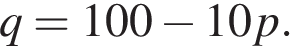 q = 100 − 10p.